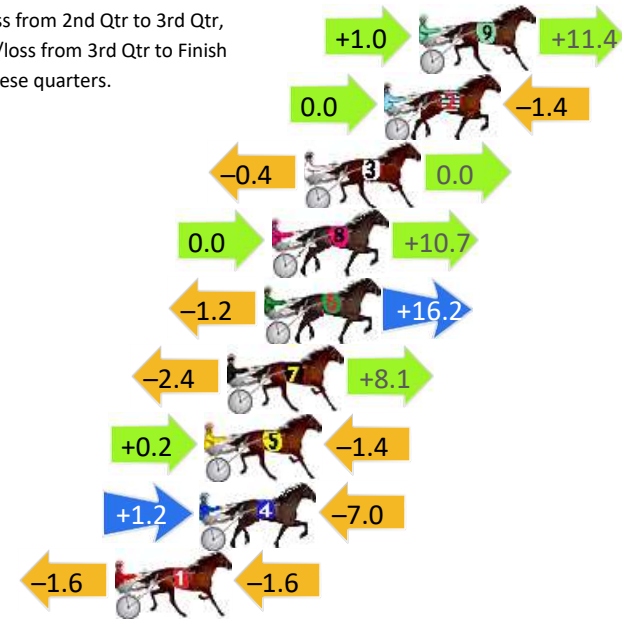 ss from 2nd Qtr to 3rd Qtr,
/loss from 3rd Qtr to Finish
ese quarters.
+1.0 9 +11.4
0.0 2 −1.4
−0.4 3 0.0
0.0 8 +10.7
−1.2 6 +16.2
−2.4 7 +8.1
+0.2 5 −1.4
+1.2 4 −7.0
−1.6 1 −1.6